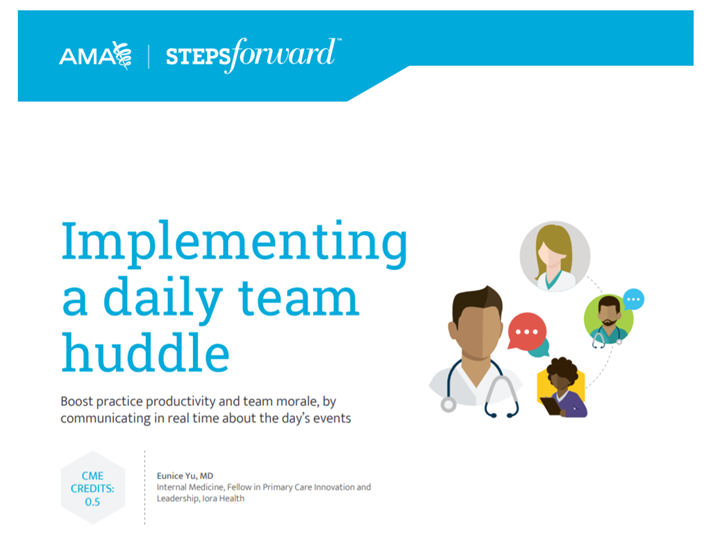 AMA | STEPSforward™
Implementing
a daily team
huddle
Boost practice productivity and team morale, by
communicating in real time about the day's events
CME
CREDITS:
0.5
Eunice Yu, MD
Internal Medicine, Fellow in Primary Care Innovation and
Leadership, Iora Health